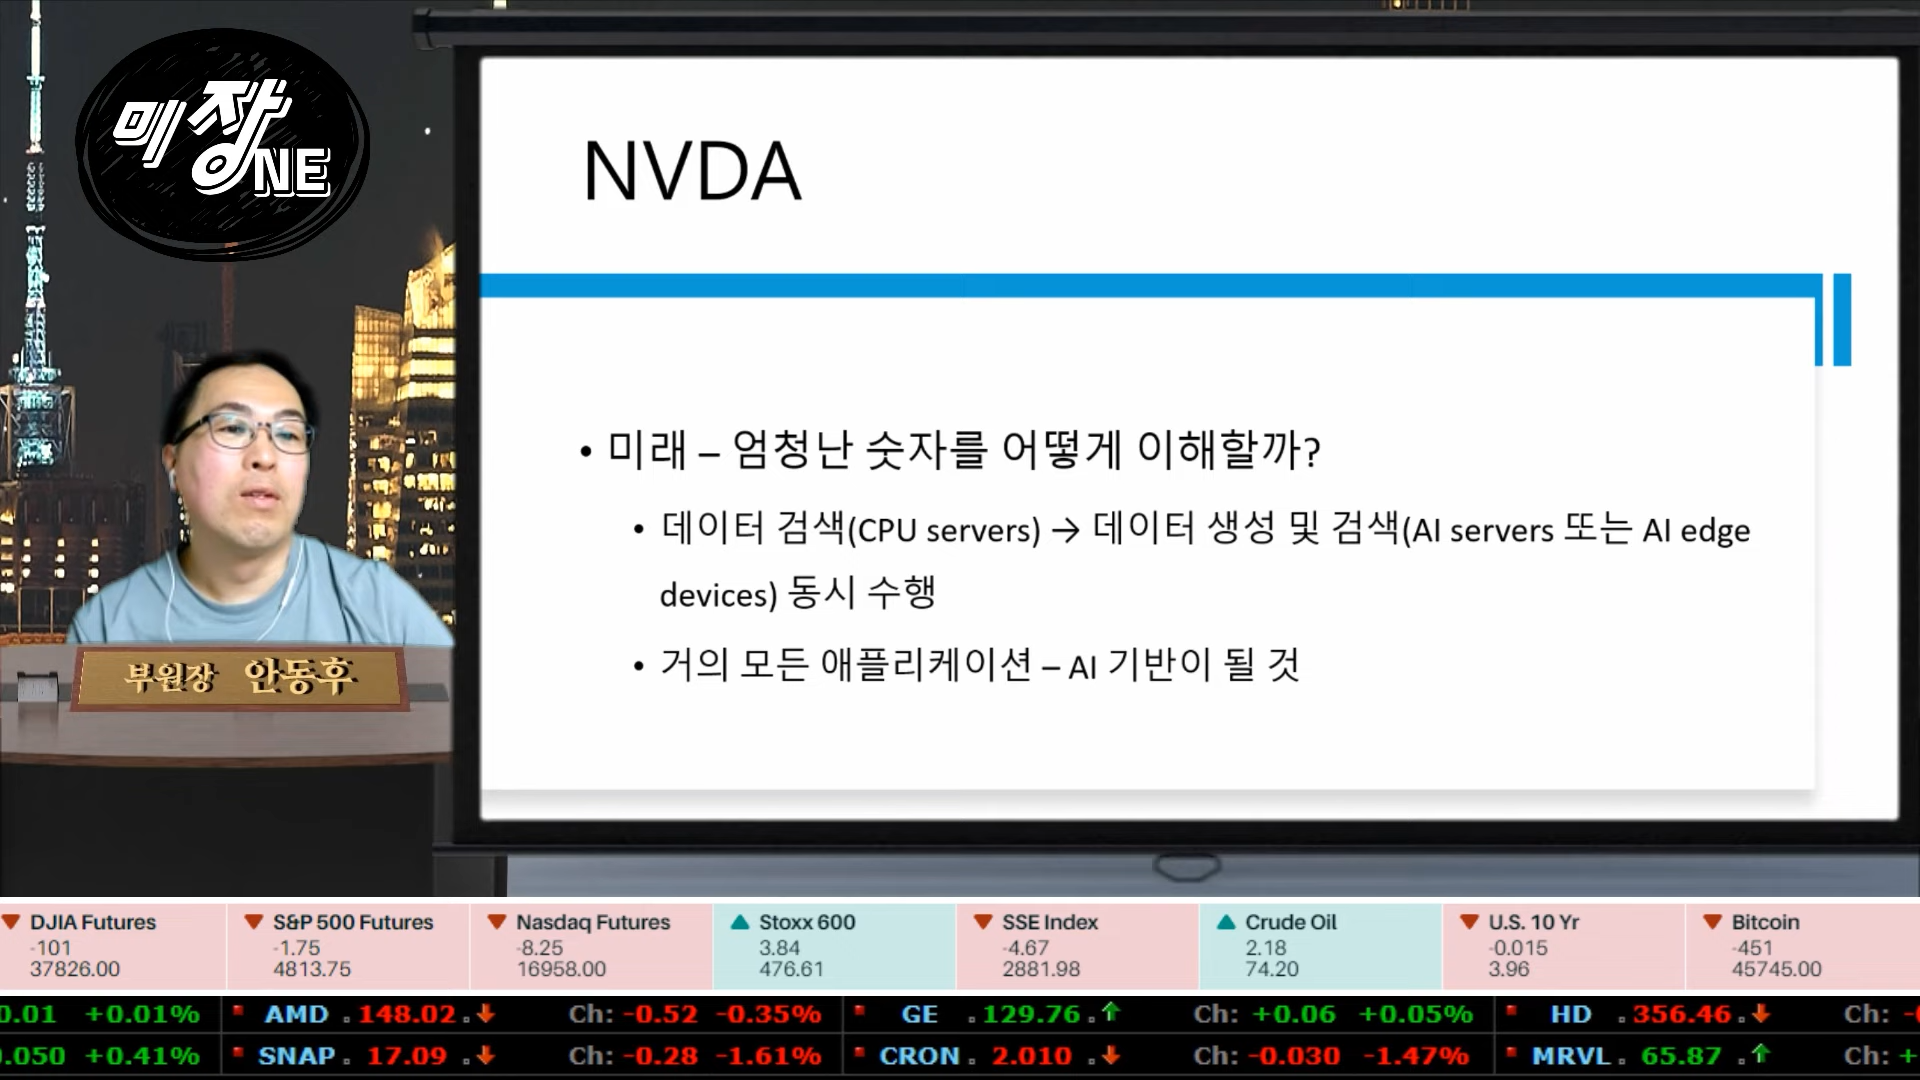 미장NE
NVDA
• 미래 – 엄청난 숫자를 어떻게 이해할까?
• 데이터 검색(CPU servers) → 데이터 생성 및 검색(AI servers 또는 AI edge
devices) 동시 수행
• 거의 모든 애플리케이션 – AI 기반이 될 것
부원장 안동후
▼ DJIA Futures
-101
37826.00
▼ S&P 500 Futures
-1.75
4813.75
▼ Nasdaq Futures
-8.25
16958.00
▲ Stoxx 600
3.84
476.61
▼ SSE Index
-4.67
2881.98
▲ Crude Oil
2.18
74.20
▼ U.S. 10 Yr
-0.015
3.96
▼ Bitcoin
-451
45745.00
0.01 +0.01% AMD 148.02 Ch: -0.52 -0.35% GE 129.76 Ch: +0.06 +0.05% HD 356.46 Ch: -
.050 +0.41% SNAP 17.09 Ch: -0.28 -1.61% CRON 2.010 Ch: -0.030 -1.47% MRVL 65.87 Ch: +